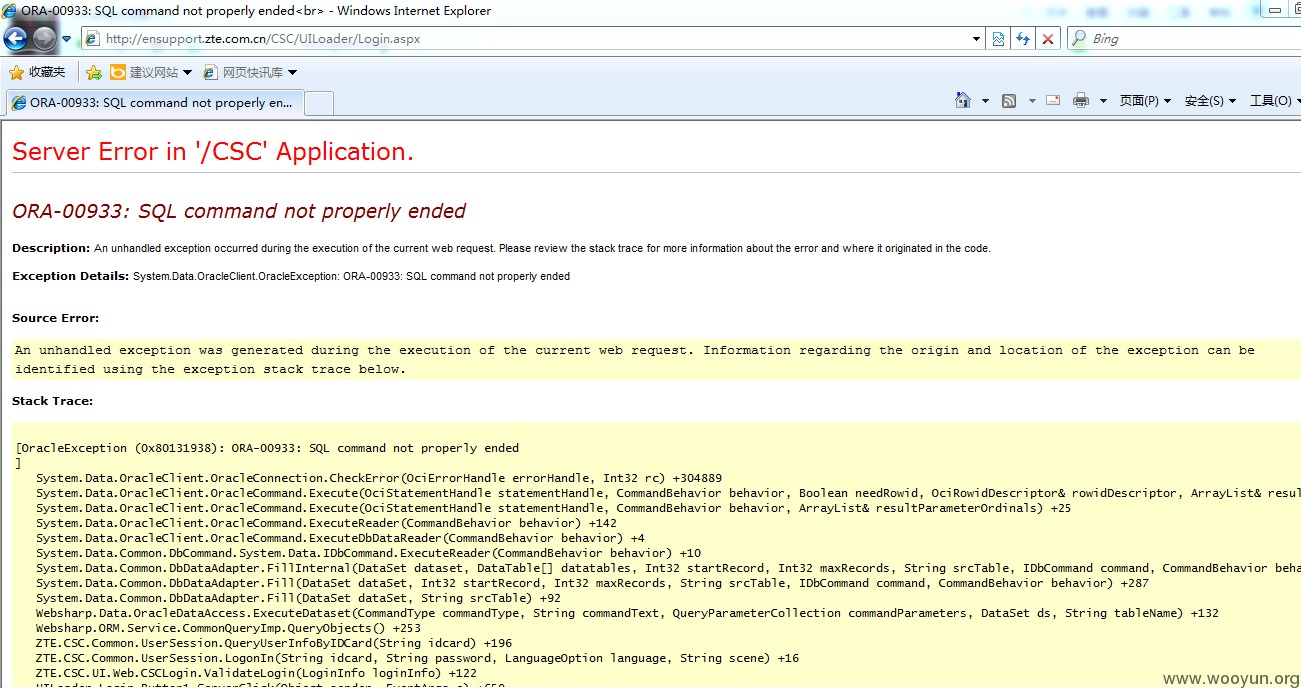 ORA-00933: SQL command not properly ended<br> - Windows Internet Explorer
http://ensupport.zte.com.cn/CSC/UILoader/Login.aspx
Bing
收藏夹 建议网站 网页快讯库
ORA-00933: SQL command not properly en...
页面(P) 安全(S) 工具(O)
Server Error in '/CSC' Application.
ORA-00933: SQL command not properly ended
Description: An unhandled exception occurred during the execution of the current web request. Please review the stack trace for more information about the error and where it originated in the code.
Exception Details: System.Data.OracleClient.OracleException: ORA-00933: SQL command not properly ended
Source Error:
An unhandled exception was generated during the execution of the current web request. Information regarding the origin and location of the exception can be
identified using the exception stack trace below.
Stack Trace:
[OracleException (0x80131938): ORA-00933: SQL command not properly ended
]
System.Data.OracleClient.OracleConnection.CheckError(OciErrorHandle errorHandle, Int32 rc) +304889
System.Data.OracleClient.OracleCommand.Execute(OciStatementHandle statementHandle, CommandBehavior behavior, Boolean needRowid, OciRowidDescriptor& rowidDescriptor, ArrayList& resul
System.Data.OracleClient.OracleCommand.Execute(OciStatementHandle statementHandle, CommandBehavior behavior, ArrayList& resultParameterOrdinals) +25
System.Data.OracleClient.OracleCommand.ExecuteReader(CommandBehavior behavior) +142
System.Data.OracleClient.OracleCommand.ExecuteDbDataReader(CommandBehavior behavior) +4
System.Data.Common.DbCommand.System.Data.IDbCommand.ExecuteReader(CommandBehavior behavior) +10
System.Data.Common.DbDataAdapter.FillInternal(DataSet dataset, DataTable[] datatables, Int32 startRecord, Int32 maxRecords, String srcTable, IDbCommand command, CommandBehavior beha
System.Data.Common.DbDataAdapter.Fill(DataSet dataSet, Int32 startRecord, Int32 maxRecords, String srcTable, IDbCommand command, CommandBehavior behavior) +287
System.Data.Common.DbDataAdapter.Fill(DataSet dataSet, String srcTable) +92
Websharp.Data.OracleDataAccess.ExecuteDataset(CommandType commandType, String commandText, QueryParameterCollection commandParameters, DataSet ds, String tableName) +132
Websharp.ORM.Service.CommonQueryImp.QueryObjects() +253
ZTE.CSC.Common.UserSession.QueryUserInfoByIDCard(String idcard) +196
ZTE.CSC.Common.UserSession.LogonIn(String idcard, String password, LanguageOption language, String scene) +16
ZTE.CSC.UI.Web.CSCLogin.ValidateLogin(LoginInfo loginInfo) +122
www.wooyun.org